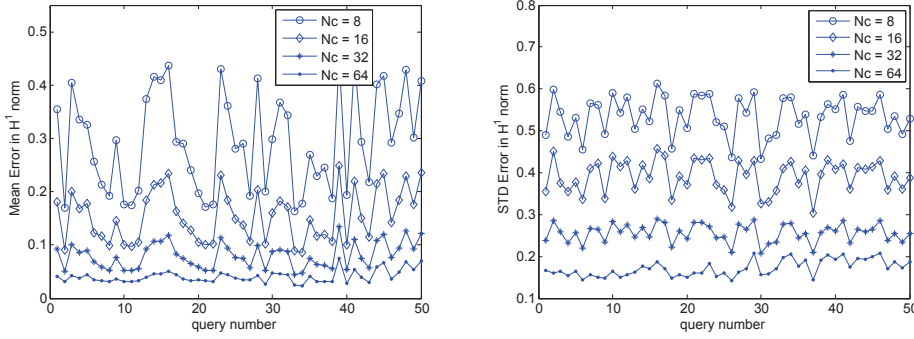 Mean Error in H¹ norm
0.5
0.4
0.3
0.2
0.1
0
Nc = 8
Nc = 16
Nc = 32
Nc = 64
0 10 20 30 40 50
query number
STD Error in H¹ norm
0.8
0.7
0.6
0.5
0.4
0.3
0.2
0.1
Nc = 8
Nc = 16
Nc = 32
Nc = 64
0 10 20 30 40 50
query number